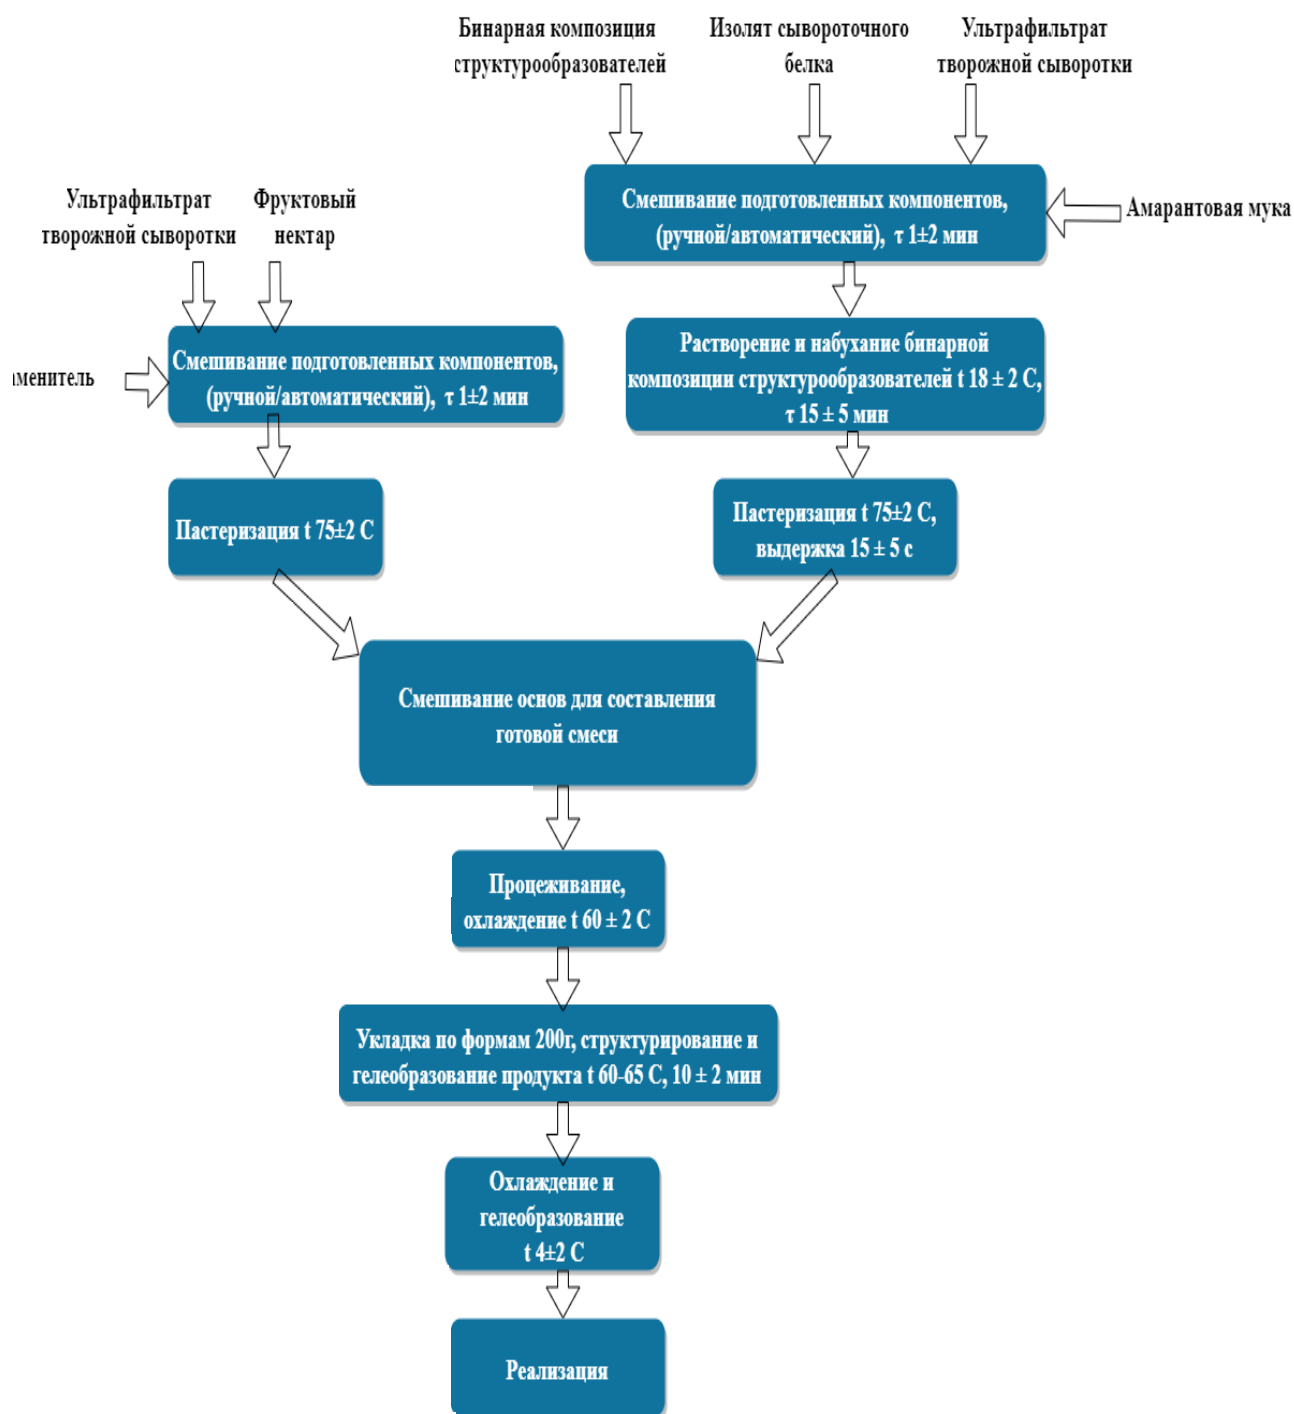 Бинарная композиция
структурообразователей
Изолят сывороточного
белка
Ультрафильтрат
творожной сыворотки
Смешивание подготовленных компонентов,
(ручной/автоматический), τ 1±2 мин
Амарантовая мука
Ультрафильтрат
творожной сыворотки
Фруктовый
нектар
Смешивание подготовленных компонентов,
(ручной/автоматический), τ 1±2 мин
Растворение и набухание бинарной
композиции структурообразователей t 18 ± 2 С,
τ 15 ± 5 мин
Пастеризация t 75±2 С
Пастеризация t 75±2 С,
выдержка 15 ± 5 с
Смешивание основ для составления
готовой смеси
Процеживание,
охлаждение t 60 ± 2 С
Укладка по формам 200г, структурирование и
гелеобразование продукта t 60-65 С, 10 ± 2 мин
Охлаждение и
гелеобразование
t 4±2 С
Реализация